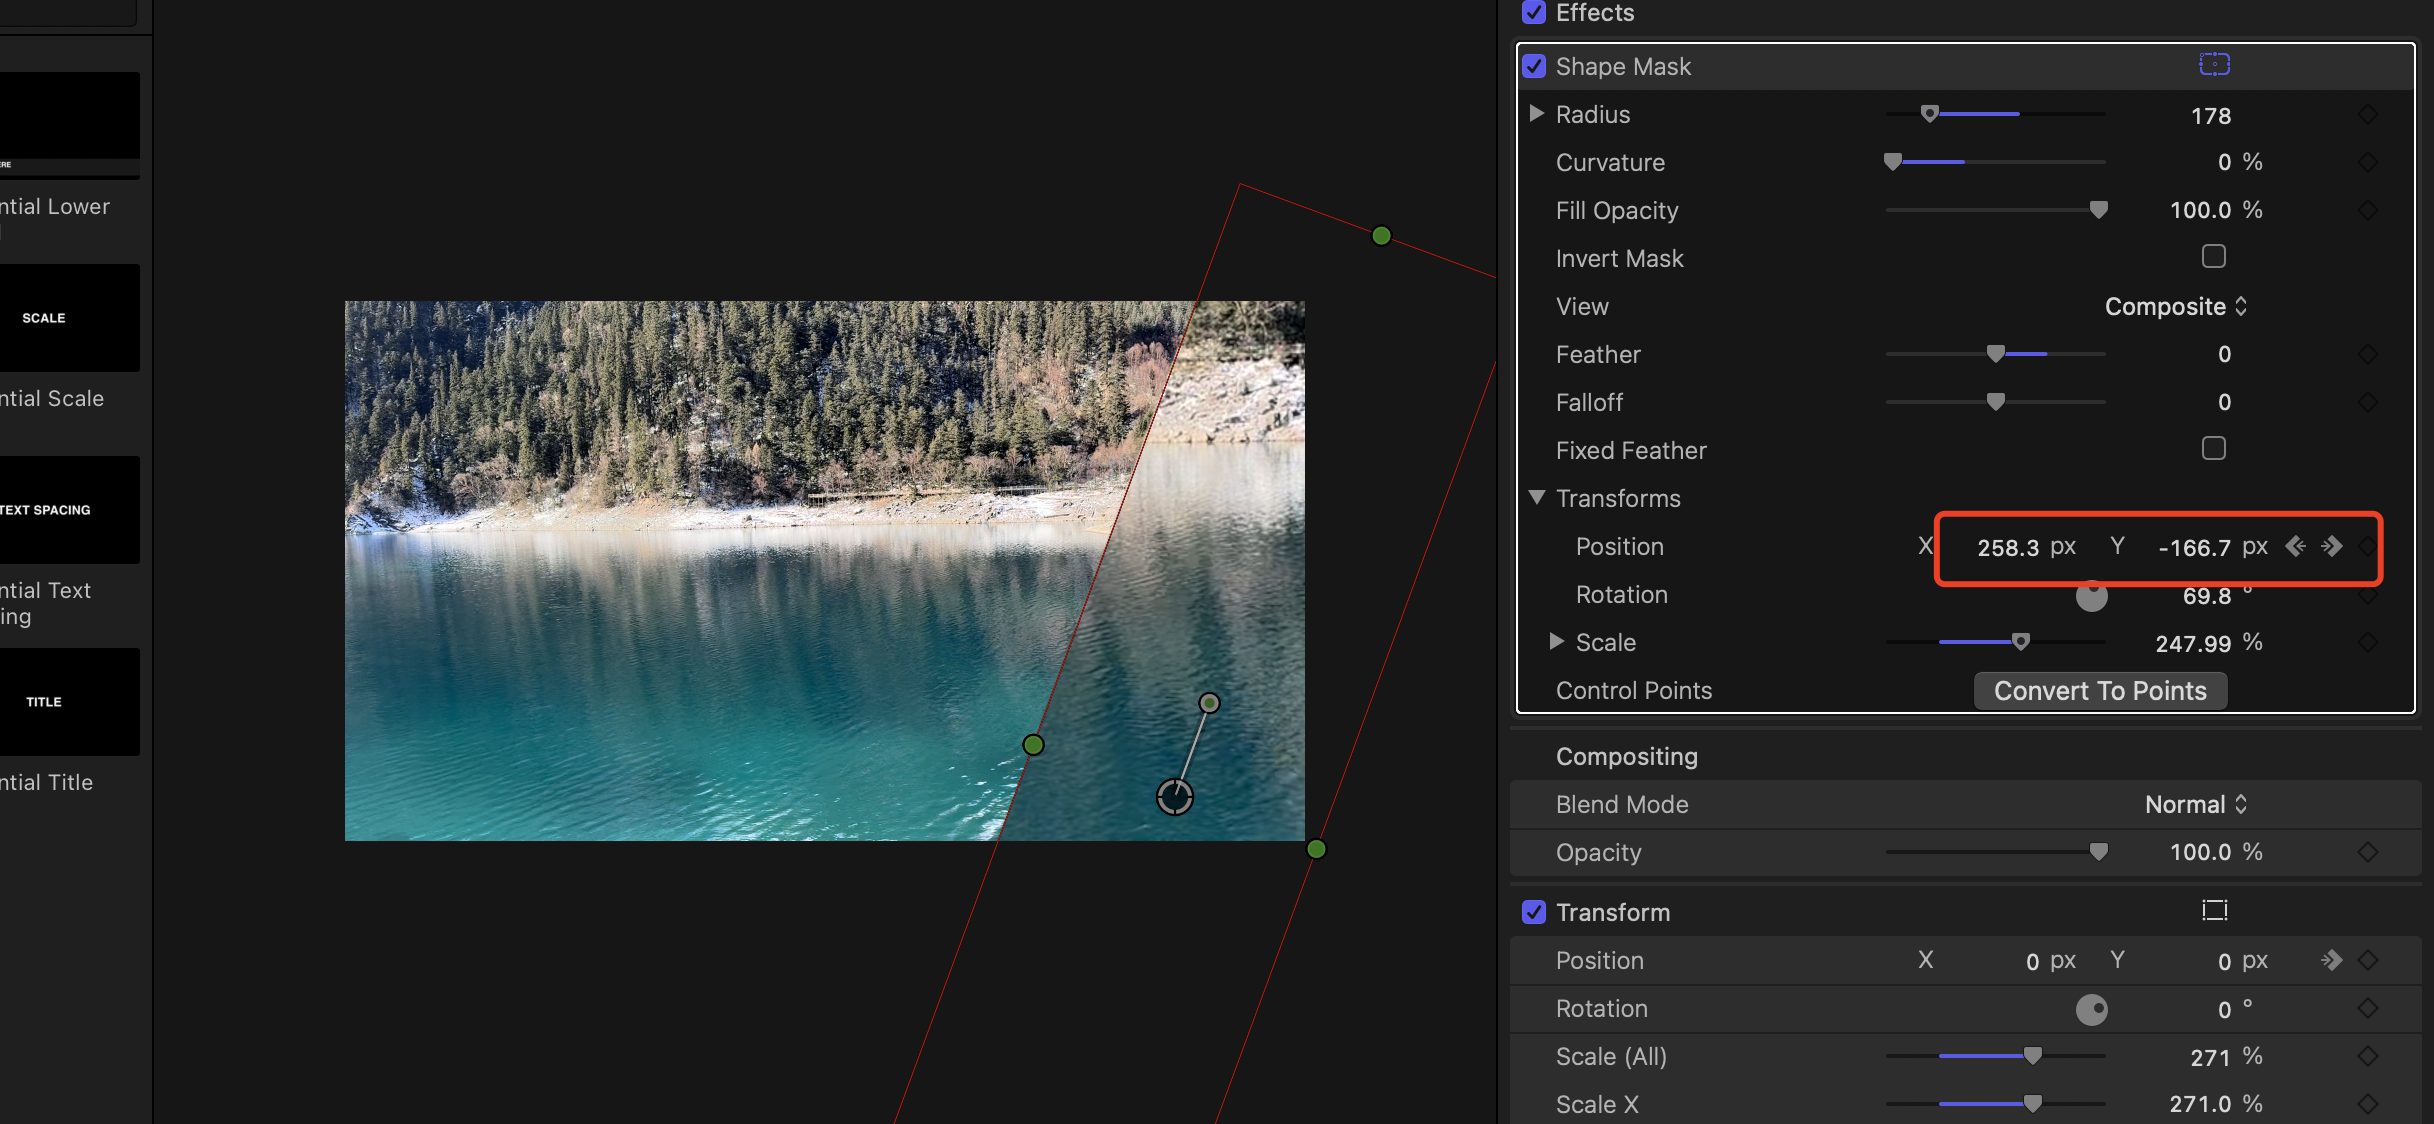 ERE
ntial Lower
SCALE
ntial Scale
TEXT SPACING
ntial Text
ing
TITLE
ntial Title
Effects
Shape Mask
Radius 178
Curvature 0 %
Fill Opacity 100.0 %
Invert Mask
View Composite
Feather 0
Falloff 0
Fixed Feather
Transforms
Position X 258.3 px Y -166.7 px
Rotation 69.8 °
Scale 247.99 %
Control Points Convert To Points
Compositing
Blend Mode Normal
Opacity 100.0 %
Transform
Position X 0 px Y 0 px
Rotation 0 °
Scale (All) 271 %
Scale X 271.0 %